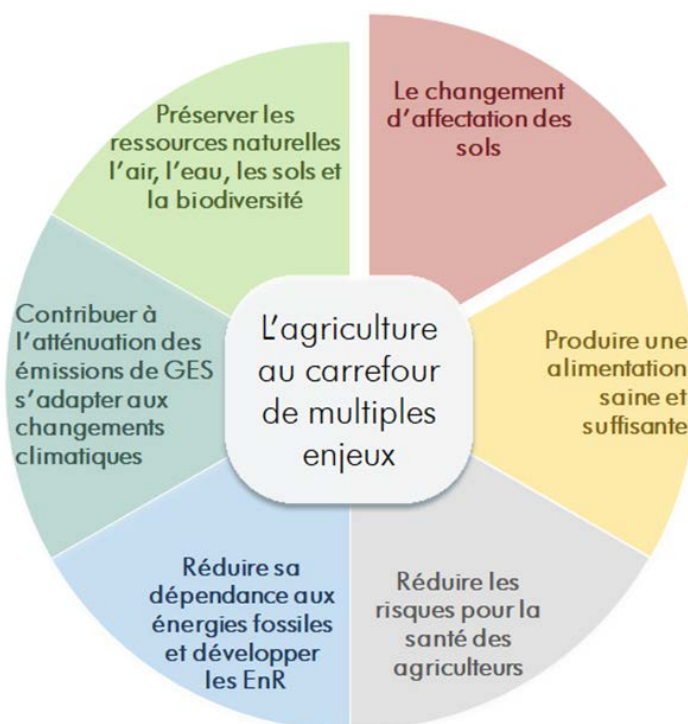 Le changement
d'affectation des
sols
Produire une
alimentation
saine et
suffisante
Réduire les
risques pour la
santé des
agriculteurs
Réduire sa
dépendance aux
énergies fossiles
et développer
les EnR
Contribuer à
l'atténuation des
émissions de GES
s'adapter aux
changements
climatiques
Préserver les
ressources naturelles
l'air, l'eau, les sols et
la biodiversité
L'agriculture
au carrefour
de multiples
enjeux